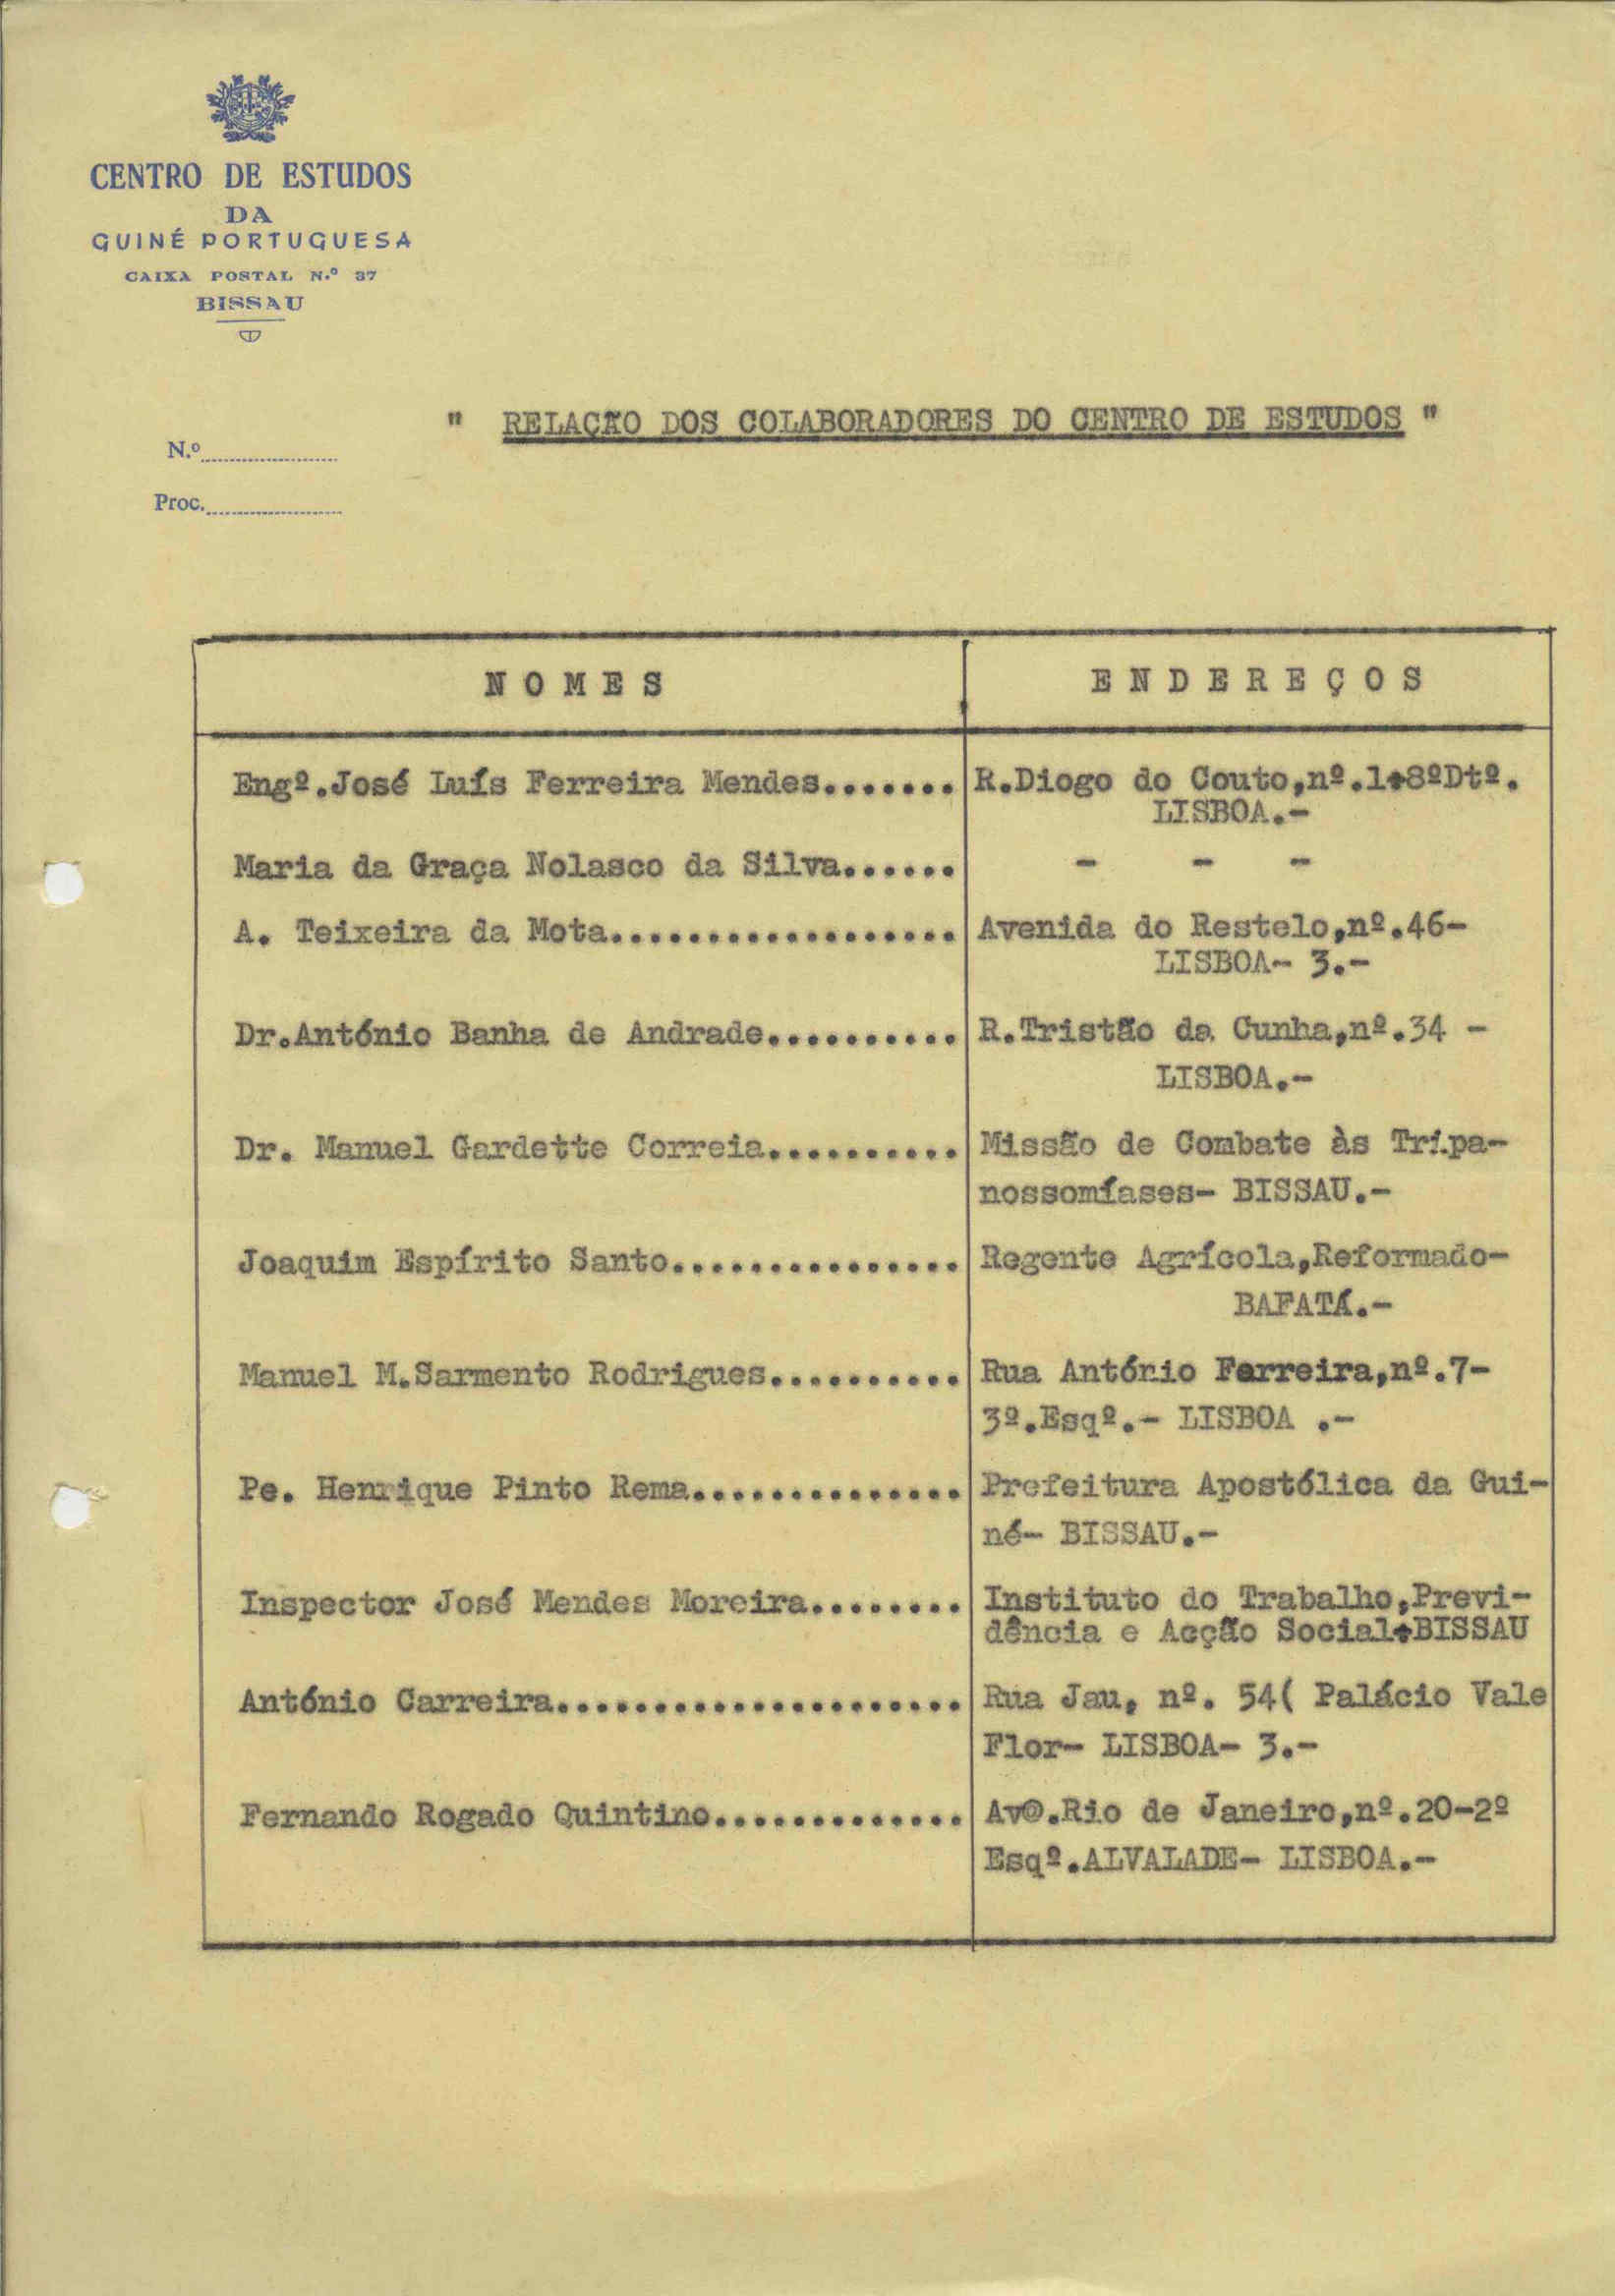 CENTRO DE ESTUDOS
DA
GUINÉ PORTUGUESA
CAIXA POSTAL N.º 37
BISSAU
" RELAÇÃO DOS COLABORADORES DO CENTRO DE ESTUDOS "
N.º....................
Proc.....................
N O M E S E N D E R E Ç O S
Engº.José Luís Ferreira Mendes....... R.Diogo do Couto,nº.1-8ºDtº.
LISBOA.-
Maria da Graça Nolasco da Silva...... - - -
A. Teixeira da Mota.................. Avenida do Restelo,nº.46-
LISBOA- 3.-
Dr.António Banha de Andrade.......... R.Tristão da Cunha,nº.34 -
LISBOA.-
Dr. Manuel Gardette Correia.......... Missão de Combate às Tripa-
nossomíases- BISSAU.-
Joaquim Espírito Santo............... Regente Agrícola,Reformado-
BAFATÁ.-
Manuel M.Sarmento Rodrigues.......... Rua António Ferreira,nº.7-
3º.Esqº.- LISBOA .-
Pe. Henrique Pinto Rema.............. Prefeitura Apostólica da Gui-
né- BISSAU.-
Inspector José Mendes Moreira........ Instituto do Trabalho,Previ-
dência e Acção Social-BISSAU
António Carreira..................... Rua Jau, nº. 54( Palácio Vale
Flor- LISBOA- 3.-
Fernando Rogado Quintino............. Avª.Rio de Janeiro,nº.20-2º
Esqº.ALVALADE- LISBOA.-